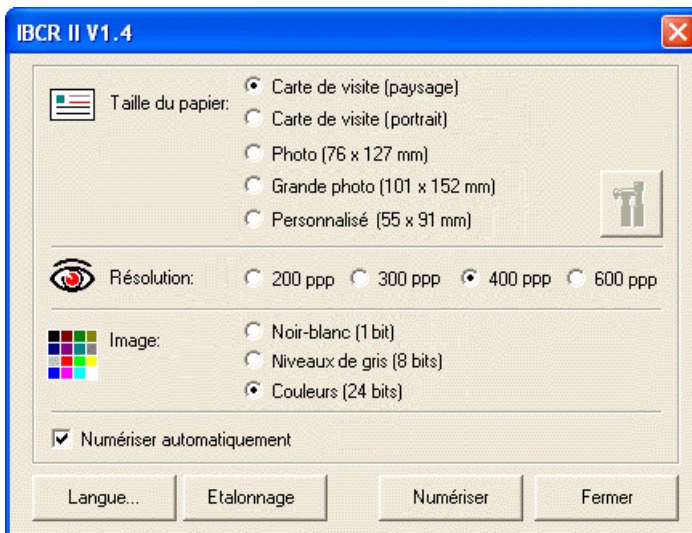 IBCR II V1.4
Taille du papier:
Carte de visite (paysage)
Carte de visite (portrait)
Photo (76 x 127 mm)
Grande photo (101 x 152 mm)
Personnalisé (55 x 91 mm)
Résolution: 200 ppp 300 ppp 400 ppp 600 ppp
Image:
Noir-blanc (1 bit)
Niveaux de gris (8 bits)
Couleurs (24 bits)
Numériser automatiquement
Langue... Etalonnage Numériser Fermer